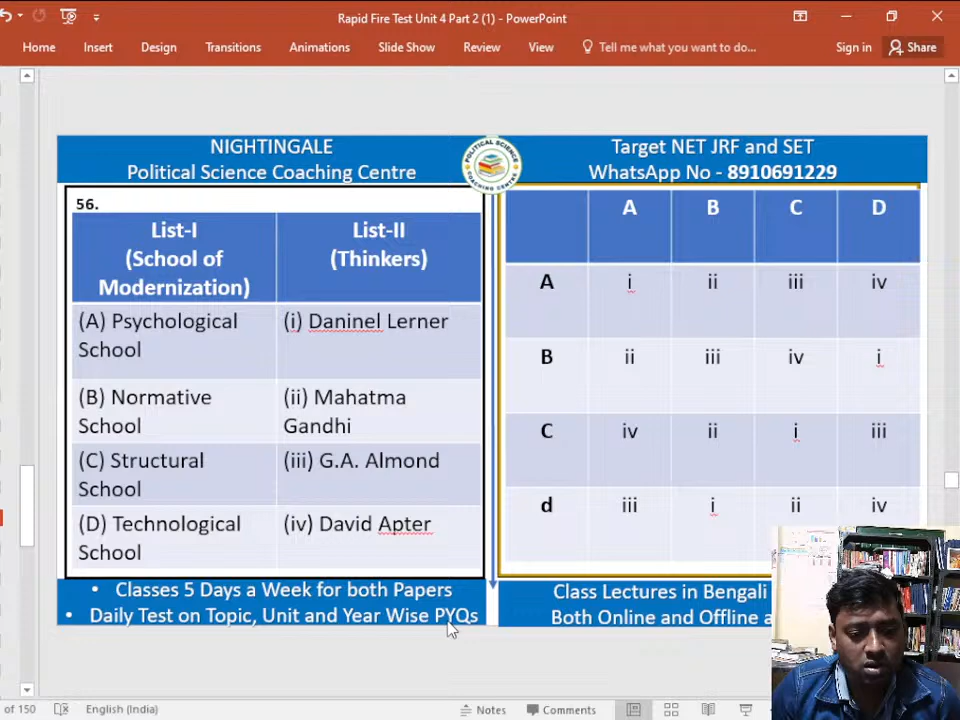 Rapid Fire Test Unit 4 Part 2 (1) - PowerPoint
Home Insert Design Transitions Animations Slide Show Review View Tell me what you want to do... Sign in Share
NIGHTINGALE
Political Science Coaching Centre
POLITICAL SCIENCE
COACHING CENTRE
Target NET JRF and SET
WhatsApp No - 8910691229
56.
List-I
(School of
Modernization)
List-II
(Thinkers)
(A) Psychological
School
(i) Daninel Lerner
(B) Normative
School
(ii) Mahatma
Gandhi
(C) Structural
School
(iii) G.A. Almond
(D) Technological
School
(iv) David Apter
A B C D
A i ii iii iv
B ii iii iv i
C iv ii i iii
d iii i ii iv
• Classes 5 Days a Week for both Papers
• Daily Test on Topic, Unit and Year Wise PYQs
Class Lectures in Bengali
Both Online and Offline a
of 150 English (India) Notes Comments